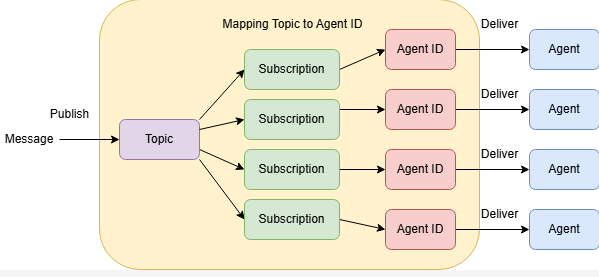 Mapping Topic to Agent ID
Publish
Message
Topic
Subscription
Agent ID
Deliver
Agent
Subscription
Agent ID
Deliver
Agent
Subscription
Agent ID
Deliver
Agent
Subscription
Agent ID
Deliver
Agent